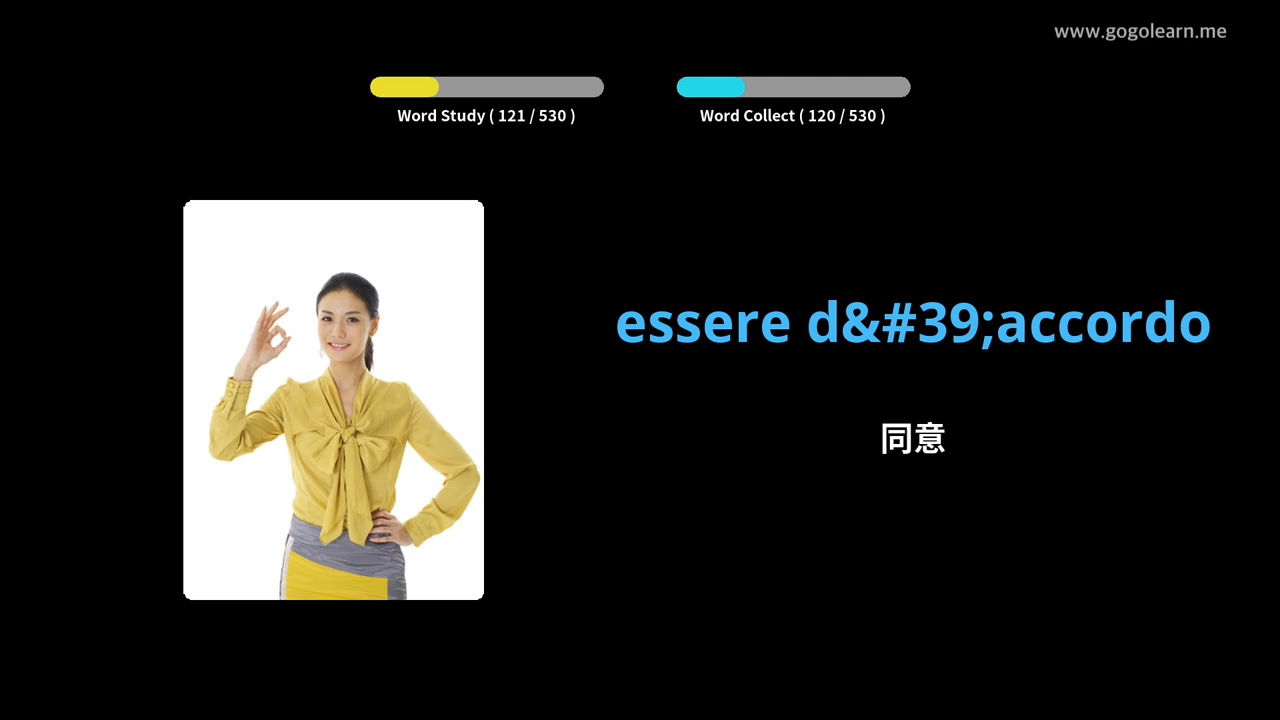 www.gogolearn.me
Word Study ( 121 / 530 )
Word Collect ( 120 / 530 )
essere d&#39;accordo
同意